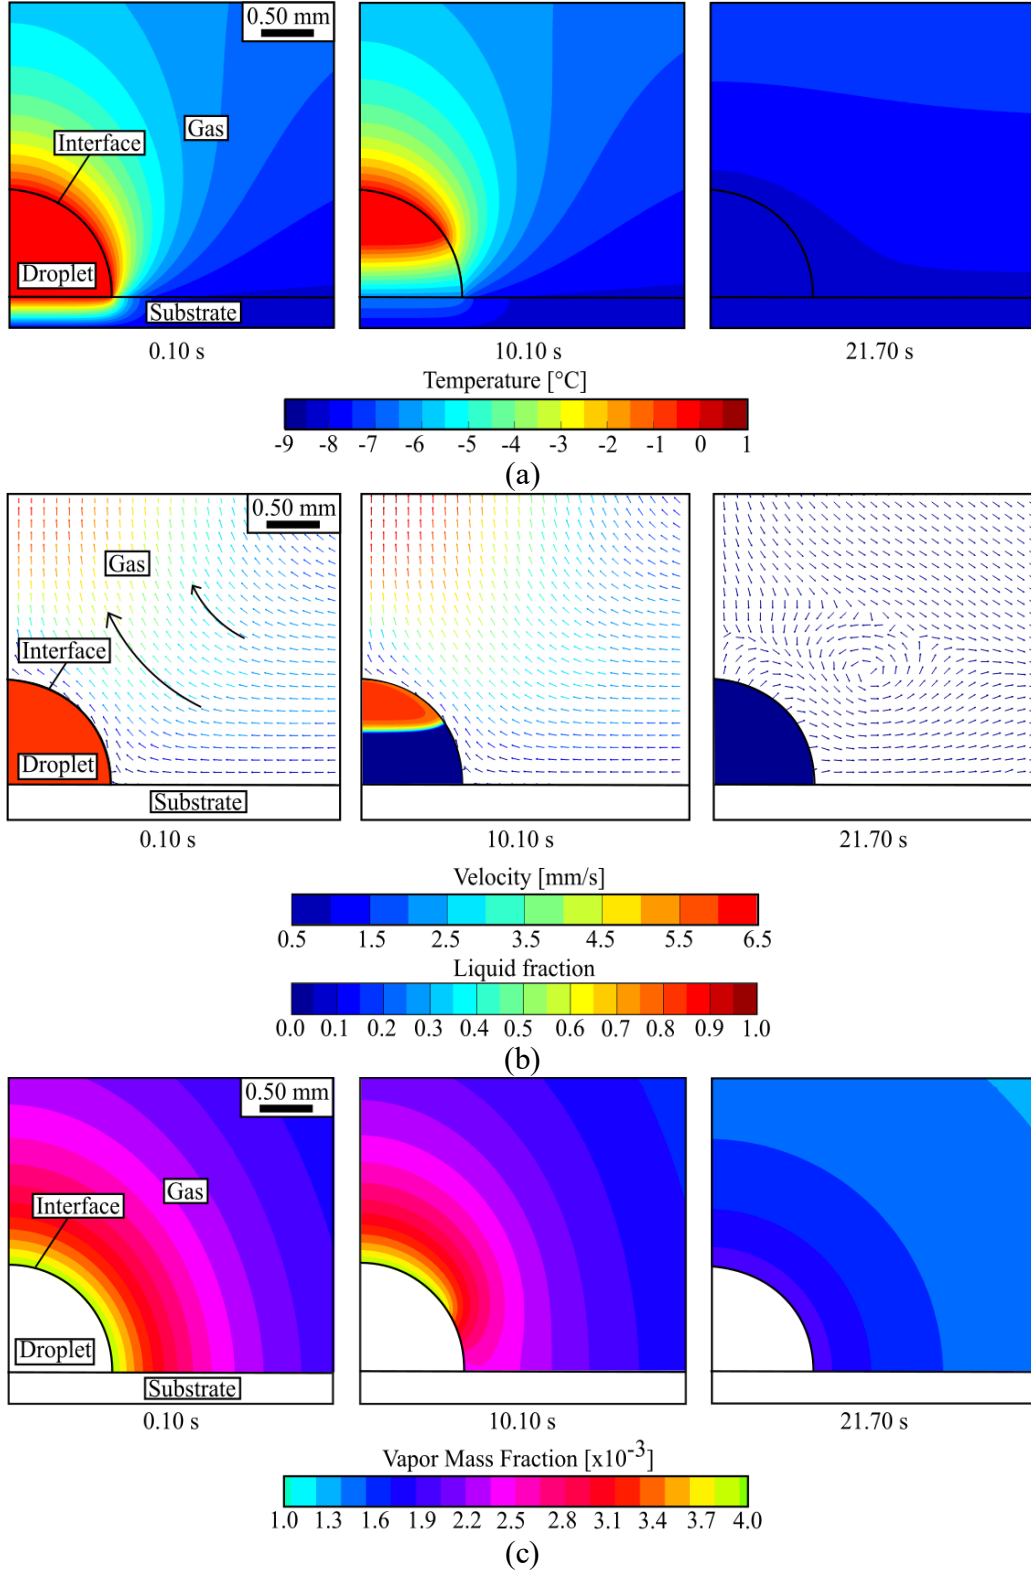 0.50 mm
Interface
Gas
Droplet
Substrate
0.10 s
10.10 s
21.70 s
Temperature [°C]
-9 -8 -7 -6 -5 -4 -3 -2 -1 0 1
(a)
0.50 mm
Gas
Interface
Droplet
Substrate
0.10 s
10.10 s
21.70 s
Velocity [mm/s]
0.5 1.5 2.5 3.5 4.5 5.5 6.5
Liquid fraction
0.0 0.1 0.2 0.3 0.4 0.5 0.6 0.7 0.8 0.9 1.0
(b)
0.50 mm
Gas
Interface
Droplet
Substrate
0.10 s
10.10 s
21.70 s
Vapor Mass Fraction [x10⁻³]
1.0 1.3 1.6 1.9 2.2 2.5 2.8 3.1 3.4 3.7 4.0
(c)